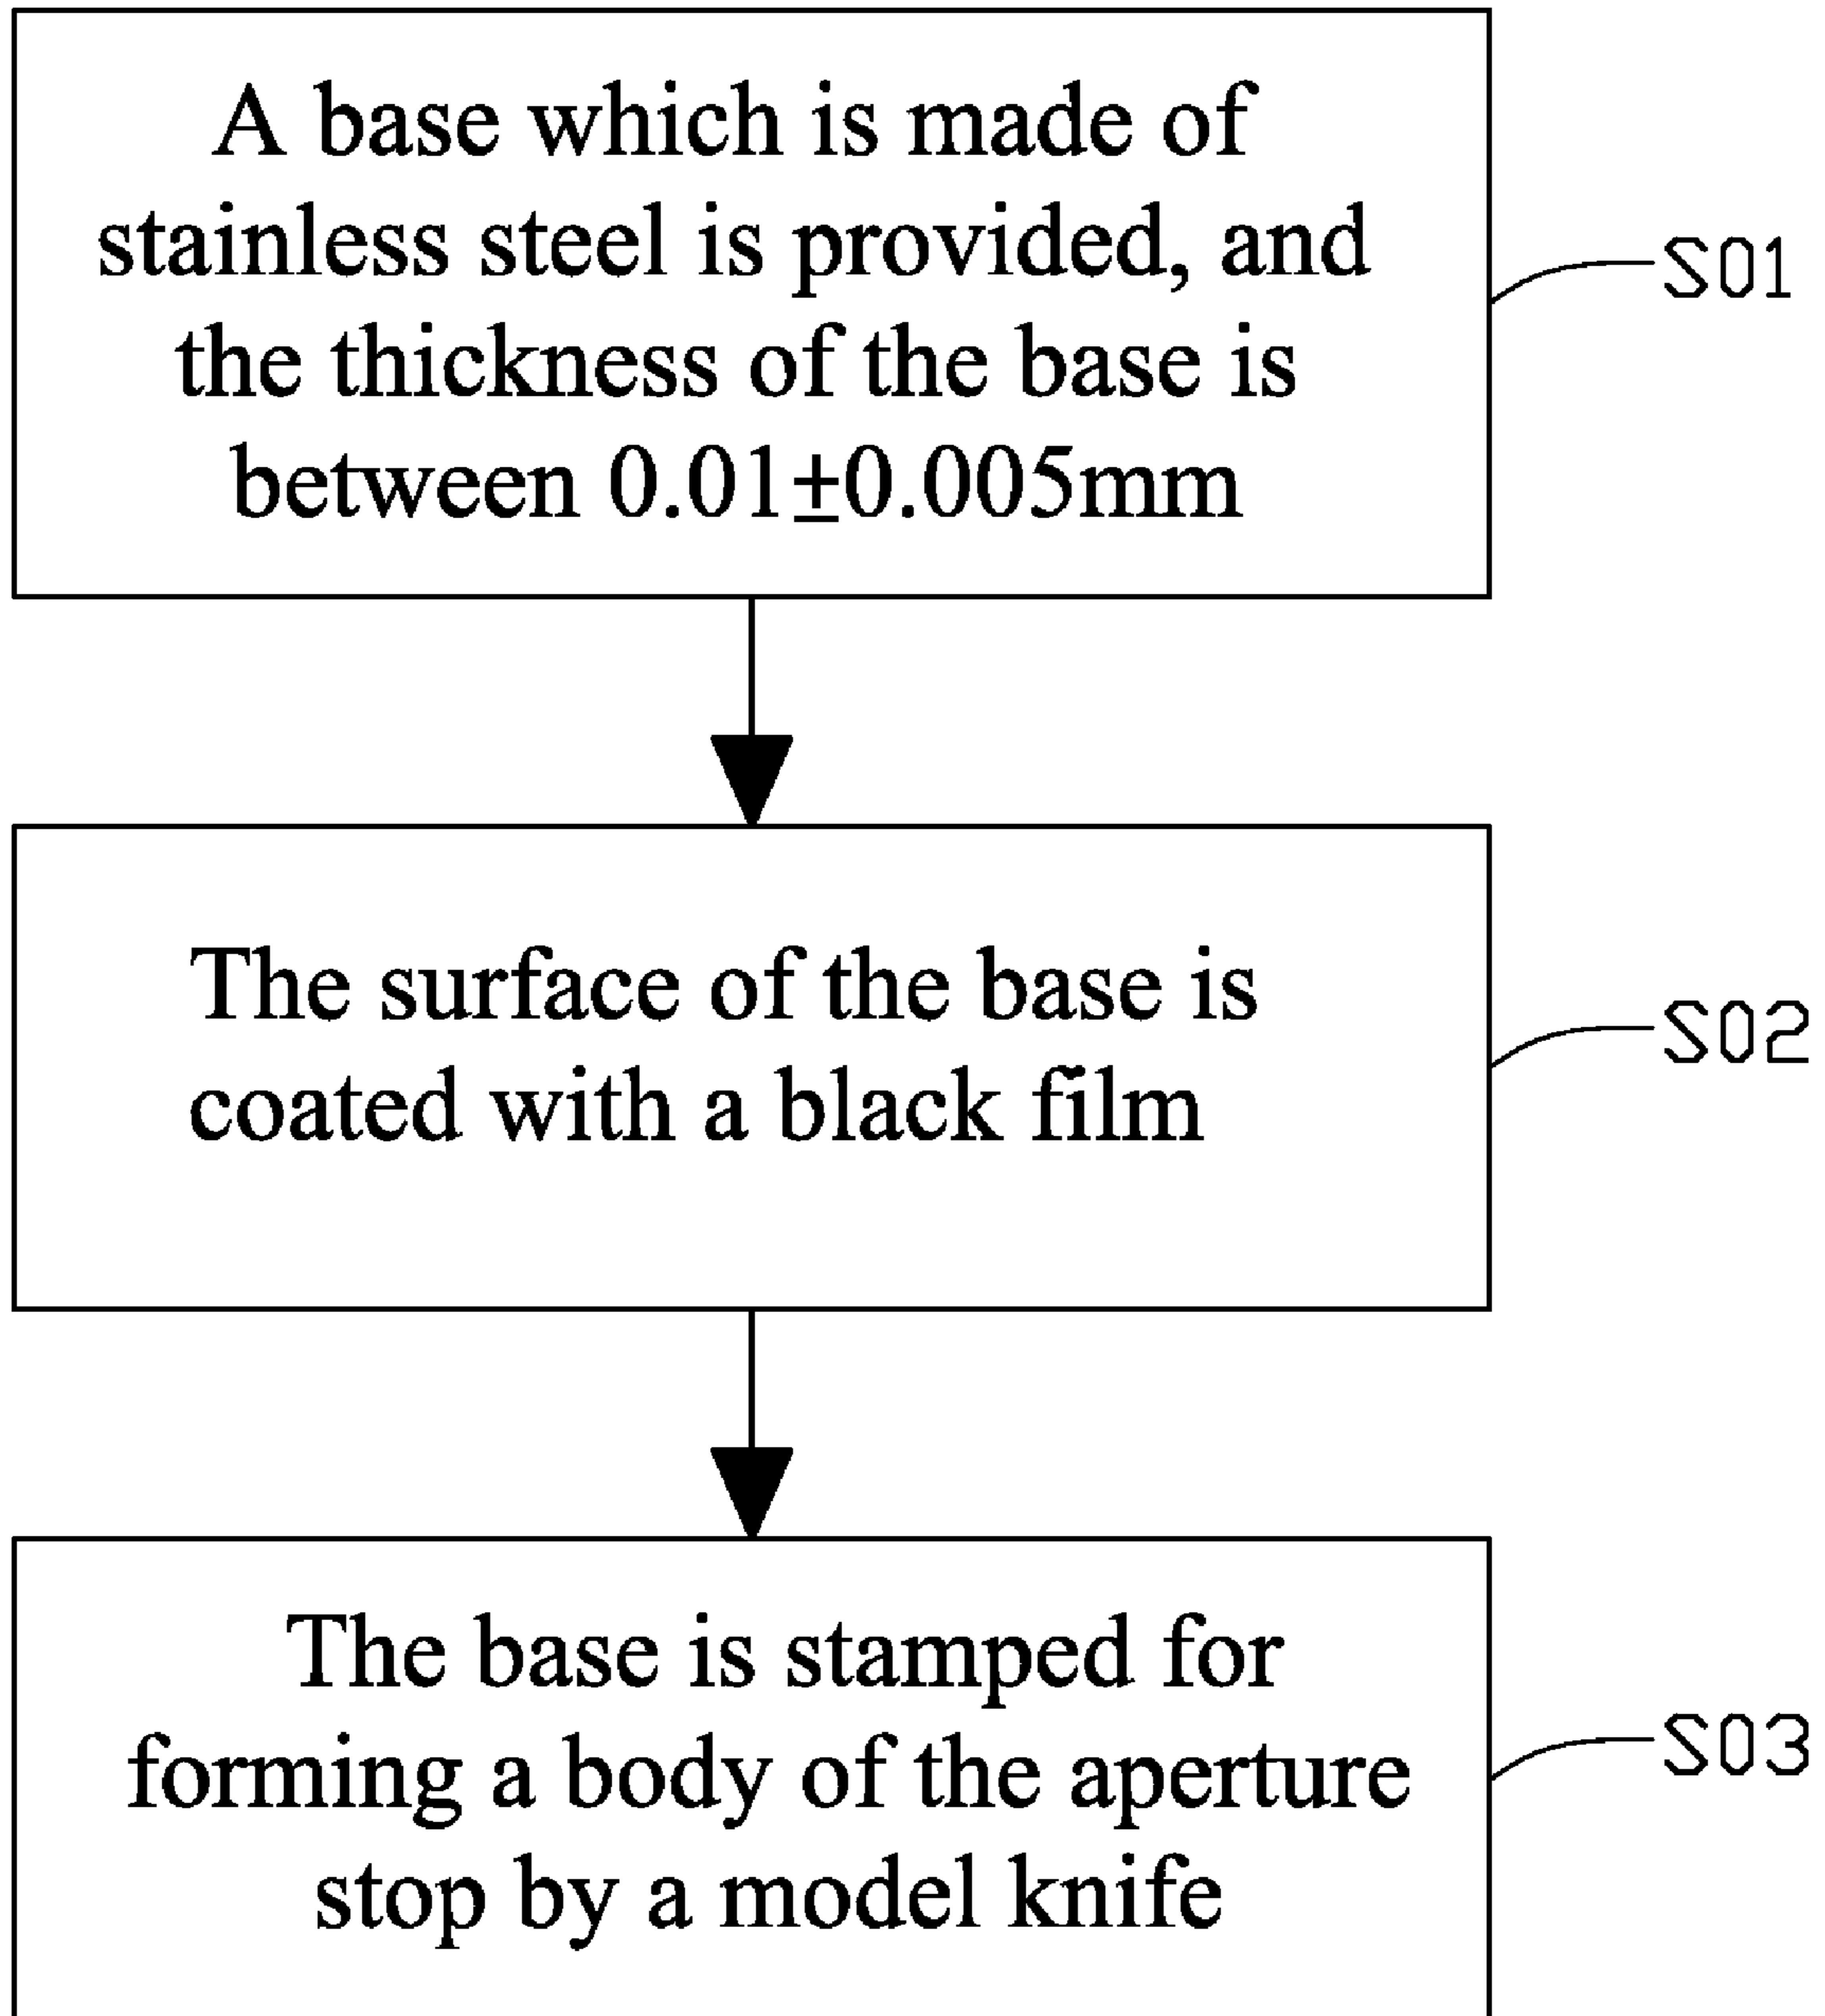 A base which is made of
stainless steel is provided, and
the thickness of the base is
between 0.01±0.005mm
S01
The surface of the base is
coated with a black film
S02
The base is stamped for
forming a body of the aperture
stop by a model knife
S03